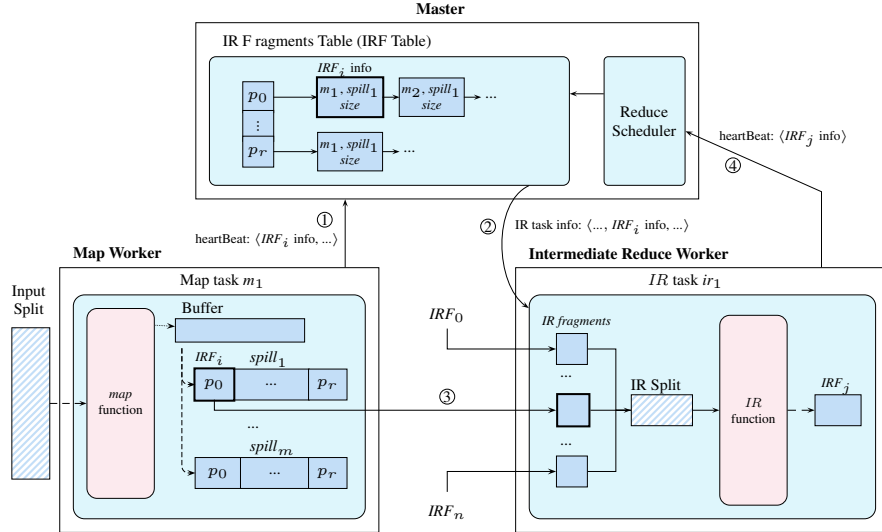 Master
IR F ragments Table (IRF Table)
IRF_i info
p_0
m_1, spill_1
size
m_2, spill_1
size
...
⋮
p_r
m_1, spill_1
size
...
Reduce
Scheduler
heartBeat: ⟨IRF_j info⟩
④
①
heartBeat: ⟨IRF_i info, ...⟩
②
IR task info: ⟨..., IRF_i info, ...⟩
Map Worker
Map task m_1
Input
Split
Buffer
map
function
IRF_i
spill_1
p_0
...
p_r
...
spill_m
p_0
...
p_r
③
Intermediate Reduce Worker
IR task ir_1
IRF_0
IR fragments
...
...
IRF_n
IR Split
IR
function
IRF_j